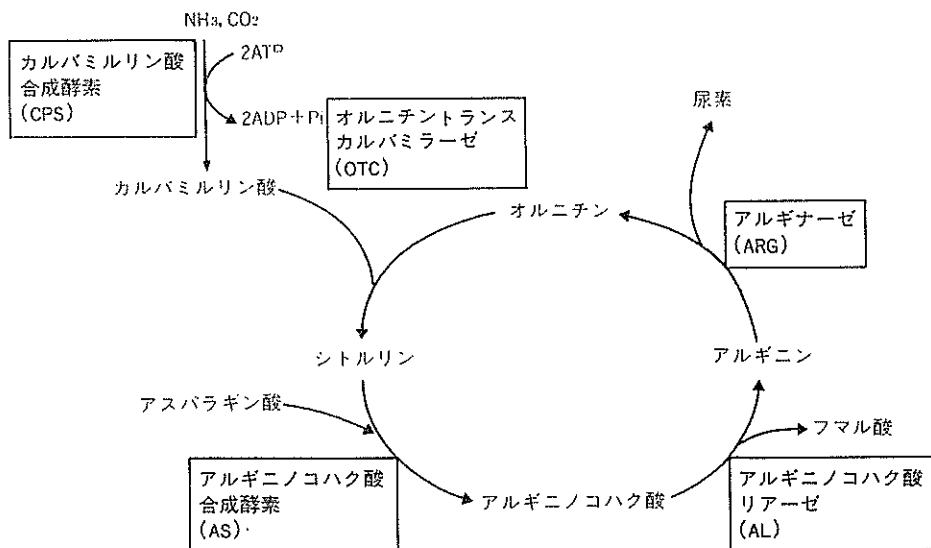 NH₃, CO₂
カルバミルリン酸
合成酵素
(CPS)
2ATP
2ADP+Pi
オルニチントランス
カルバミラーゼ
(OTC)
尿素
カルバミルリン酸
オルニチン
アルギナーゼ
(ARG)
シトルリン
アルギニン
アスパラギン酸
フマル酸
アルギニノコハク酸
合成酵素
(AS)
アルギニノコハク酸
アルギニノコハク酸
リアーゼ
(AL)